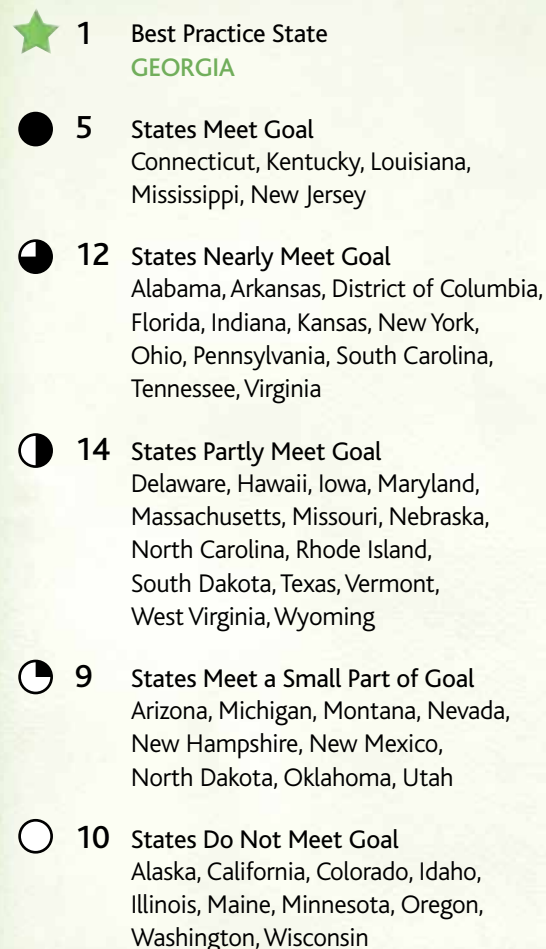 1 Best Practice State
GEORGIA
5 States Meet Goal
Connecticut, Kentucky, Louisiana,
Mississippi, New Jersey
12 States Nearly Meet Goal
Alabama, Arkansas, District of Columbia,
Florida, Indiana, Kansas, New York,
Ohio, Pennsylvania, South Carolina,
Tennessee, Virginia
14 States Partly Meet Goal
Delaware, Hawaii, Iowa, Maryland,
Massachusetts, Missouri, Nebraska,
North Carolina, Rhode Island,
South Dakota, Texas, Vermont,
West Virginia, Wyoming
9 States Meet a Small Part of Goal
Arizona, Michigan, Montana, Nevada,
New Hampshire, New Mexico,
North Dakota, Oklahoma, Utah
10 States Do Not Meet Goal
Alaska, California, Colorado, Idaho,
Illinois, Maine, Minnesota, Oregon,
Washington, Wisconsin